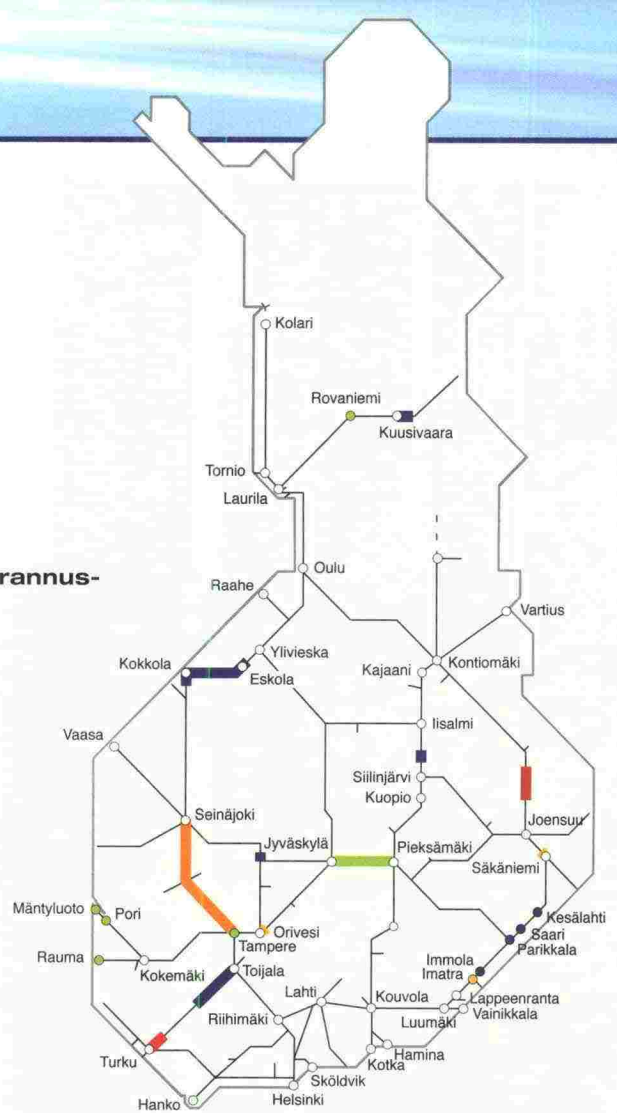 Kolari
Rovaniemi
Kuusivaara
Tornio
Laurila
rannus-
Oulu
Raahe
Vartius
Ylivieska
Kokkola
Eskola
Kajaani
Kontiomäki
Iisalmi
Vaasa
Siilinjärvi
Kuopio
Seinäjoki
Joensuu
Jyväskylä
Pieksämäki
Säkäniemi
Mäntyluoto
Pori
Kesälahti
Orivesi
Saari
Tampere
Parikkala
Rauma
Immola
Kokemäki
Toijala
Imatra
Lahti
Kouvola
Lappeenranta
Riihimäki
Luumäki
Vainikkala
Turku
Hamina
Kotka
Sköldvik
Hanko
Helsinki